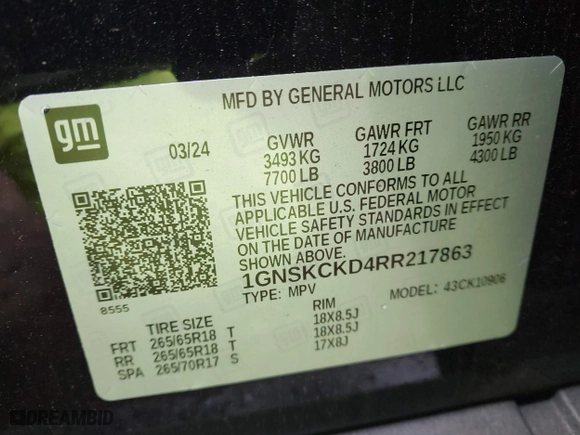 MFD BY GENERAL MOTORS LLC
gm
03/24
GVWR GAWR FRT GAWR RR
3493 KG 1724 KG 1950 KG
7700 LB 3800 LB 4300 LB
THIS VEHICLE CONFORMS TO ALL
APPLICABLE U.S. FEDERAL MOTOR
VEHICLE SAFETY STANDARDS IN EFFECT
ON THE DATE OF MANUFACTURE
SHOWN ABOVE.
1GNSKCKD4RR217863
TYPE: MPV MODEL: 43CK10906
8555
TIRE SIZE RIM
FRT 265/65R18 T 18X8.5J
RR 265/65R18 T 18X8.5J
SPA 265/70R17 S 17X8J
DREAMBID